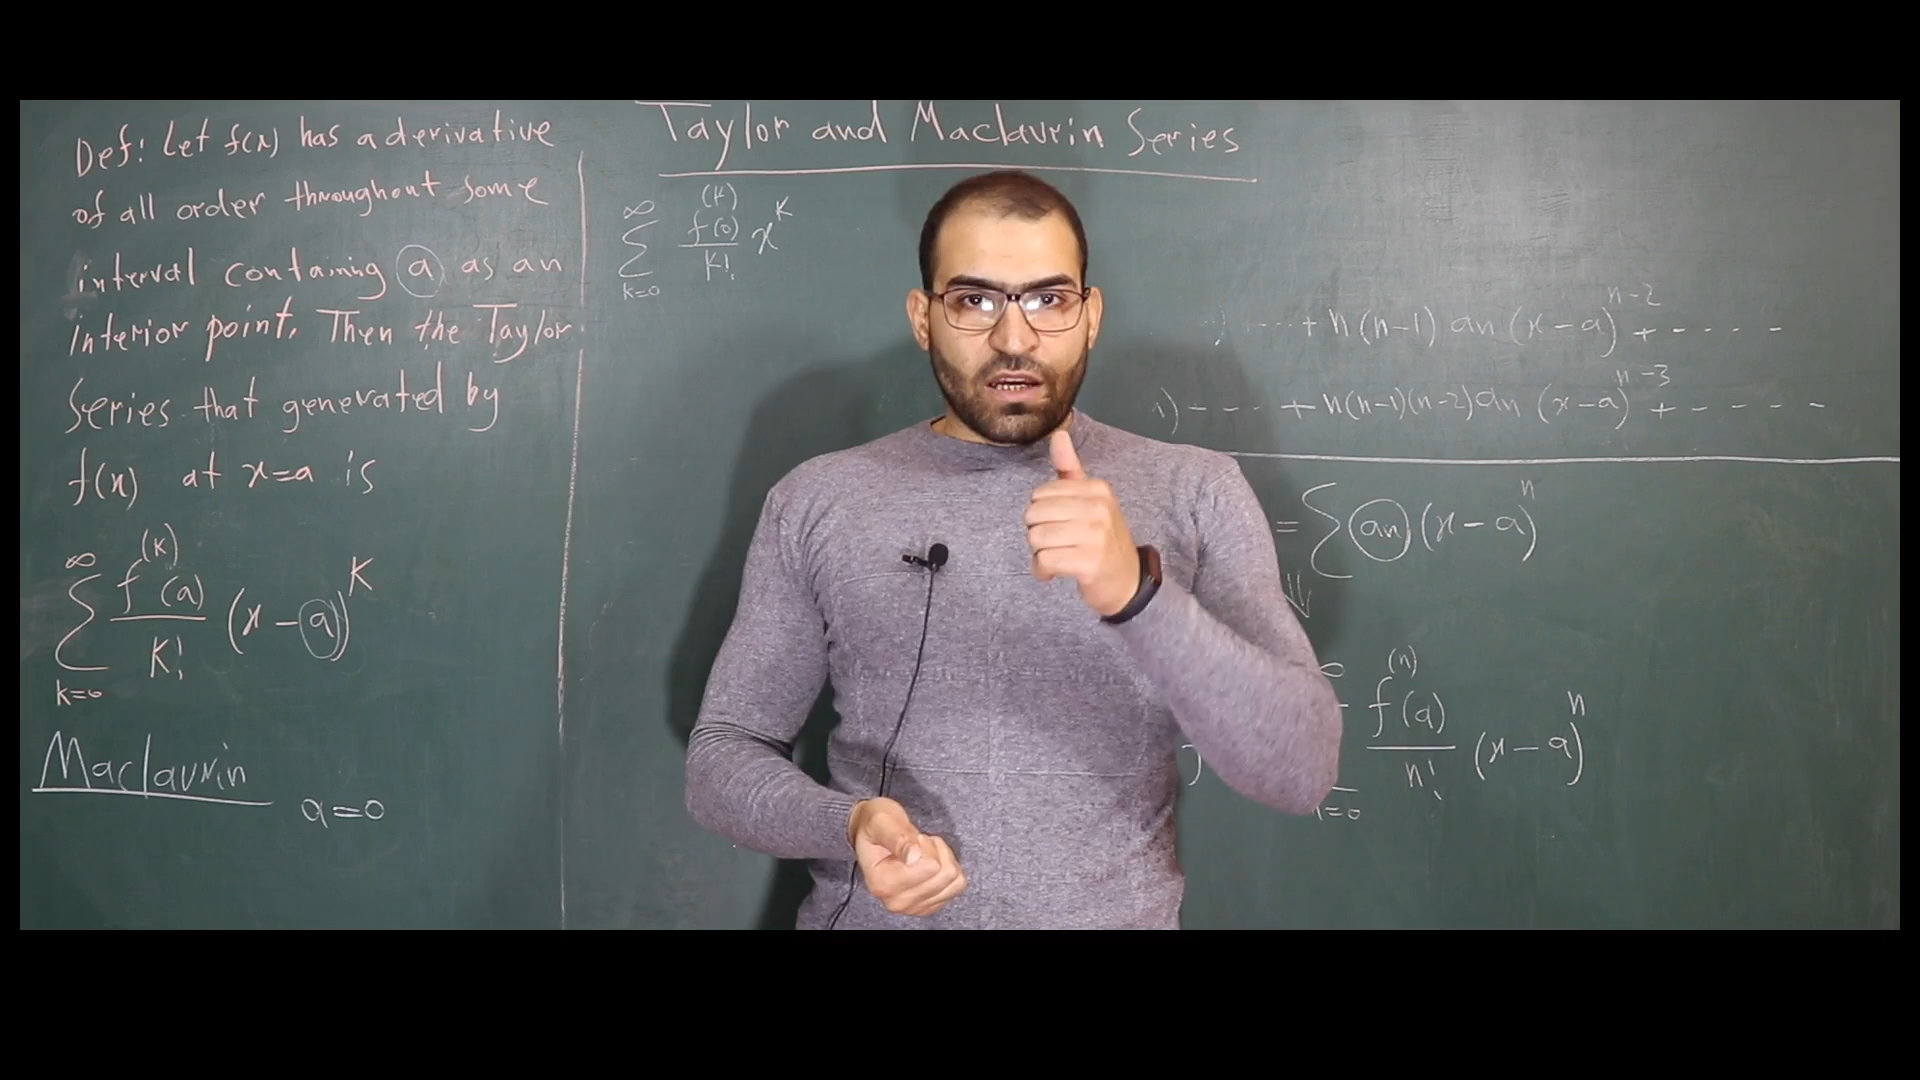 Taylor and Maclaurin Series
Def: Let f(x) has a derivative
of all order throughout some
interval containing a as an
interior point. Then the Taylor
Series that generated by
f(x) at x=a is
∞ ∑ k=0 f^(k)(a) / k! (x-a)^k
Maclaurin
a=0
∞ ∑ k=0 f^(k)(0) / k! x^k
) ---- + n(n-1) an (x-a)^n-2 + - - - -
) - - - + n(n-1)(n-2) an (x-a)^n-3 + - - - -
= ∑ an (x-a)^n
⇓
f^(n)(a) / n! (x-a)^n
=0